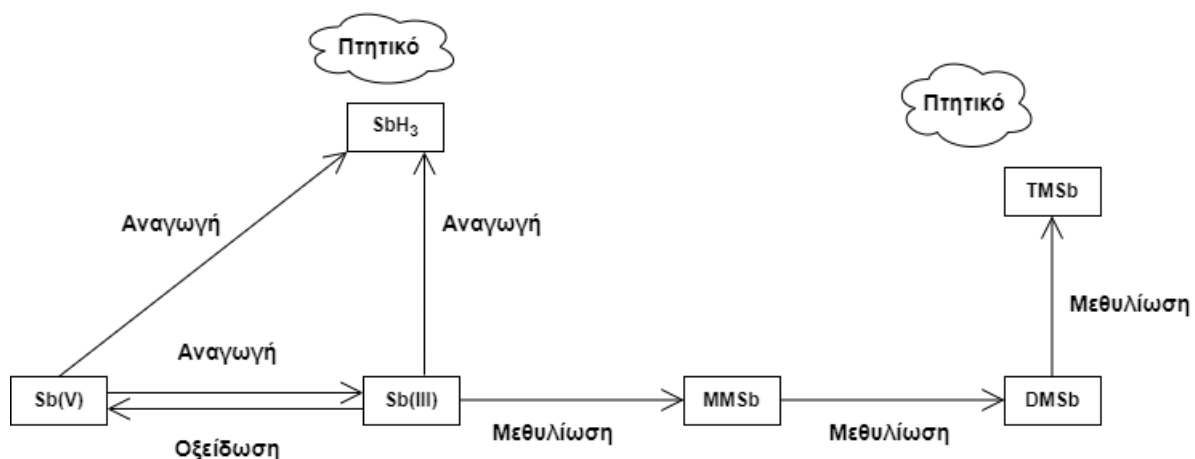 Πτητικό
SbH₃
Πτητικό
TMSb
Αναγωγή
Αναγωγή
Μεθυλίωση
Αναγωγή
Sb(V)
Sb(III)
MMSb
DMSb
Οξείδωση
Μεθυλίωση
Μεθυλίωση